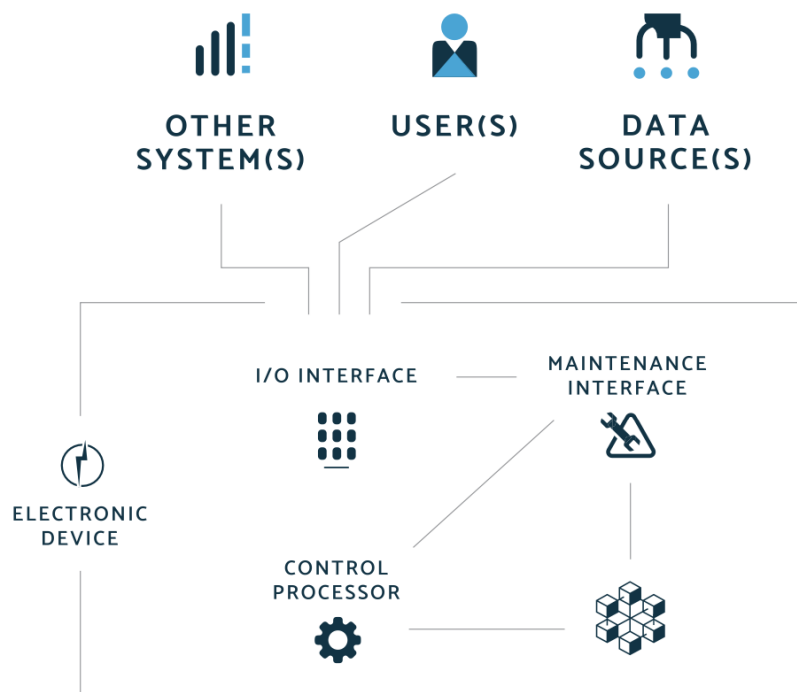 OTHER
SYSTEM(S)
USER(S)
DATA
SOURCE(S)
I/O INTERFACE
MAINTENANCE
INTERFACE
ELECTRONIC
DEVICE
CONTROL
PROCESSOR